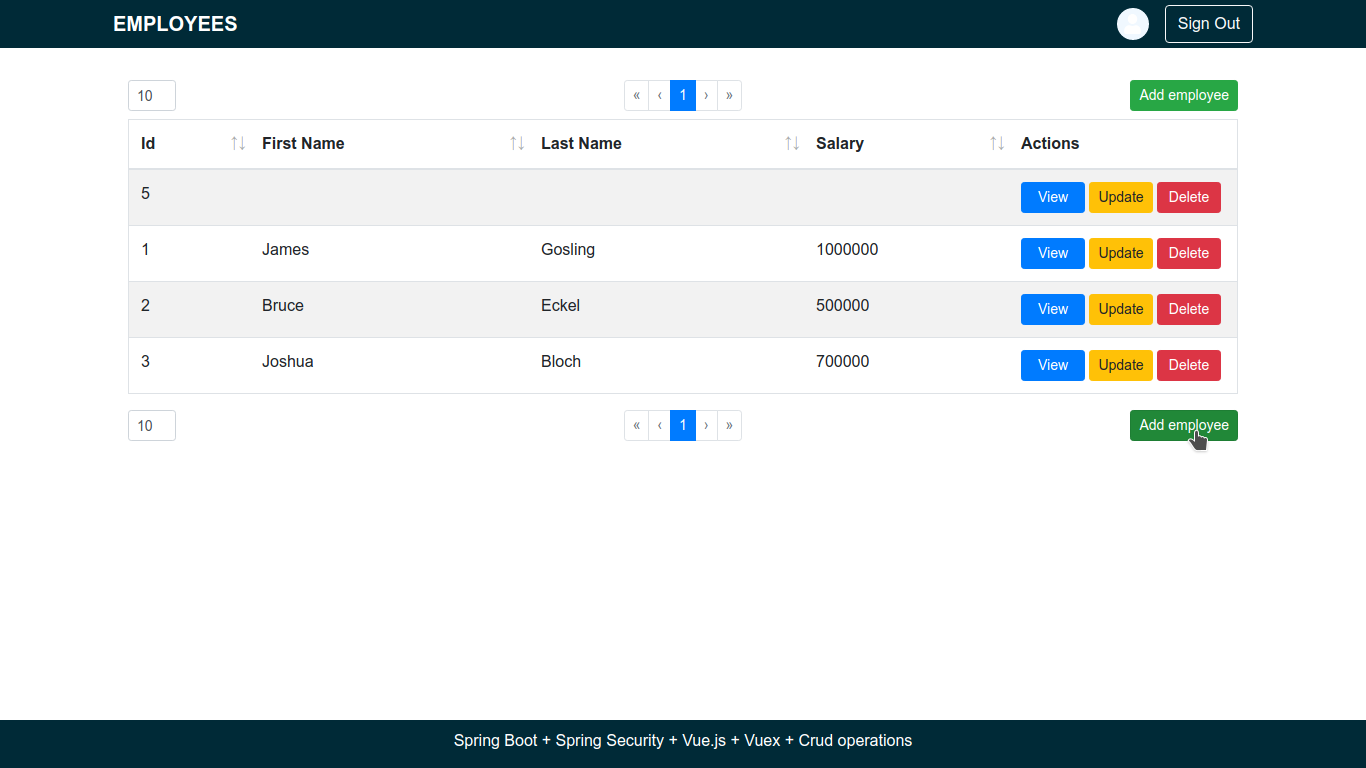 EMPLOYEES Sign Out
10 « ‹ 1 › » Add employee
Id ↑↓ First Name ↑↓ Last Name ↑↓ Salary ↑↓ Actions
5 View Update Delete
1 James Gosling 1000000 View Update Delete
2 Bruce Eckel 500000 View Update Delete
3 Joshua Bloch 700000 View Update Delete
10 « ‹ 1 › » Add employee
Spring Boot + Spring Security + Vue.js + Vuex + Crud operations